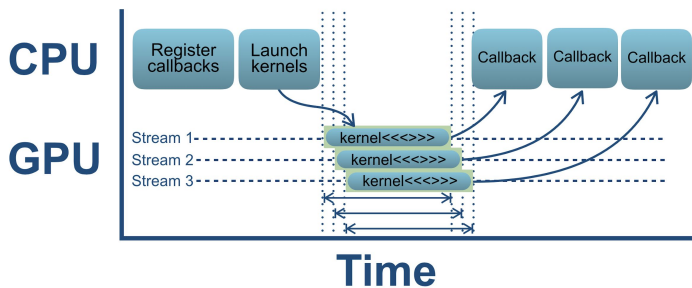 CPU
Register
callbacks
Launch
kernels
Callback
Callback
Callback
GPU
Stream 1
kernel<<<>>>
Stream 2
kernel<<<>>>
Stream 3
kernel<<<>>>
Time